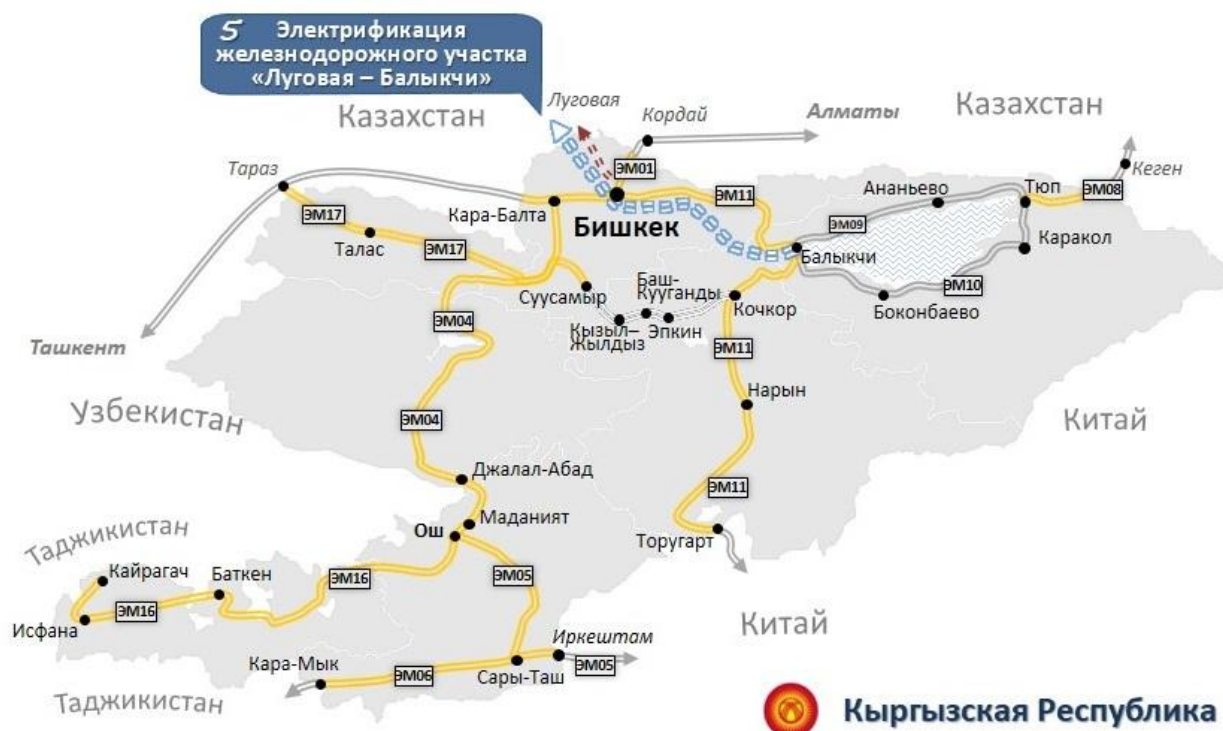 5 Электрификация
железнодорожного участка
«Луговая – Балыкчи»
Луговая
Казахстан
Кордай
Алматы
Казахстан
Тараз
ЭМ01
Кеген
Ананьево
Тюп
ЭМ08
ЭМ17
Кара-Балта
ЭМ11
Бишкек
ЭМ09
Талас
ЭМ17
Балыкчи
Каракол
Суусамыр
Баш-
Кууганды
Кочкор
ЭМ10
Боконбаево
ЭМ04
Кызыл–
Жылдыз
Эпкин
Ташкент
ЭМ11
Узбекистан
Нарын
Китай
ЭМ04
Джалал-Абад
ЭМ11
Маданият
Ош
Торугарт
Таджикистан
Кайрагач
Баткен
ЭМ16
ЭМ05
ЭМ16
Исфана
Китай
Иркештам
Кара-Мык
ЭМ05
Сары-Таш
ЭМ06
Таджикистан
Кыргызская Республика